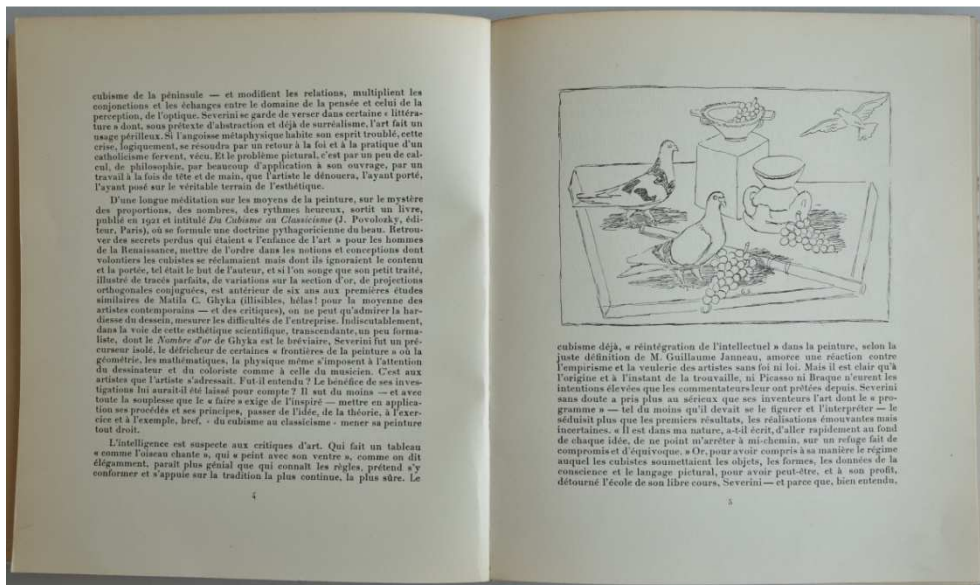 cubisme de la péninsule — et modifient les relations, multiplient les
conjonctions et les échanges entre le domaine de la pensée et celui de la
perception, de l'optique. Severini se garde de verser dans certaine « littéra-
ture » dont, sous prétexte d'abstraction et déjà de surréalisme, l'art fait un
usage périlleux. Si l'angoisse métaphysique habite son esprit troublé, cette
crise, logiquement, se résoudra par un retour à la foi et à la pratique d'un
catholicisme fervent, vécu. Et le problème pictural, c'est par un peu de cal-
cul, de philosophie, par beaucoup d'application à son ouvrage, par un
travail à la fois de tête et de main, que l'artiste le dénouera, l'ayant porté,
l'ayant posé sur le véritable terrain de l'esthétique.
D'une longue méditation sur les moyens de la peinture, sur le mystère
des proportions, des nombres, des rythmes heureux, sortit un livre,
publié en 1921 et intitulé Du Cubisme au Classicisme (J. Povolozky, édi-
teur, Paris), où se formule une doctrine pythagoricienne du beau. Retrou-
ver des secrets perdus qui étaient « l'enfance de l'art » pour les hommes
de la Renaissance, mettre de l'ordre dans les notions et conceptions dont
volontiers les cubistes se réclamaient mais dont ils ignoraient le contenu
et la portée, tel était le but de l'auteur, et si l'on songe que son petit traité,
illustré de tracés parfaits, de variations sur la section d'or, de projections
orthogonales conjuguées, est antérieur de six ans aux premières études
similaires de Matila C. Ghyka (illisibles, hélas ! pour la moyenne des
artistes contemporains — et des critiques), on ne peut qu'admirer la har-
diesse du dessein, mesurer les difficultés de l'entreprise. Indiscutablement,
dans la voie de cette esthétique scientifique, transcendante, un peu forma-
liste, dont le Nombre d'or de Ghyka est le bréviaire, Severini fut un pré-
curseur isolé, le défricheur de certaines « frontières de la peinture » où la
géométrie, les mathématiques, la physique même s'imposent à l'attention
du dessinateur et du coloriste comme à celle du musicien. C'est aux
artistes que l'artiste s'adressait. Fut-il entendu ? Le bénéfice de ses inves-
tigations lui aurait-il été laissé pour compte ? Il sut du moins — et avec
toute la souplesse que le « faire » exige de l'inspiré — mettre en applica-
tion ses procédés et ses principes, passer de l'idée, de la théorie, à l'exer-
cice et à l'exemple, bref, - du cubisme au classicisme - mener sa peinture
tout droit.
L'intelligence est suspecte aux critiques d'art. Qui fait un tableau
« comme l'oiseau chante », qui « peint avec son ventre », comme on dit
élégamment, paraît plus génial que qui connaît les règles, prétend s'y
conformer et s'appuie sur la tradition la plus continue, la plus sûre. Le
4
cubisme déjà, « réintégration de l'intellectuel » dans la peinture, selon la
juste définition de M. Guillaume Janneau, amorce une réaction contre
l'empirisme et la veulerie des artistes sans foi ni loi. Mais il est clair qu'à
l'origine et à l'instant de la trouvaille, ni Picasso ni Braque n'eurent les
intentions élevées que les commentateurs leur ont prêtées depuis. Severini
sans doute a pris plus au sérieux que ses inventeurs l'art dont le « pro-
gramme » — tel du moins qu'il devait se le figurer et l'interpréter — le
séduisit plus que les premiers résultats, les réalisations émouvantes mais
incertaines. « Il est dans ma nature, a-t-il écrit, d'aller rapidement au fond
de chaque idée, de ne point m'arrêter à mi-chemin, sur un refuge fait de
compromis et d'équivoque. » Or, pour avoir compris à sa manière le régime
auquel les cubistes soumettaient les objets, les formes, les données de la
conscience et le langage pictural, pour avoir peut-être, et à son profit,
détourné l'école de son libre cours, Severini — et parce que, bien entendu,
5